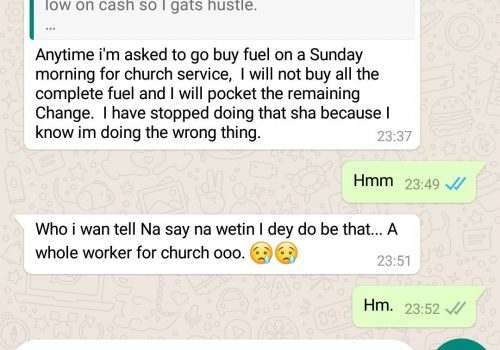 low on cash so I gats hustle.
...
Anytime i'm asked to go buy fuel on a Sunday
morning for church service,  I will not buy all the
complete fuel and I will pocket the remaining
Change.  I have stopped doing that sha because I
know im doing the wrong thing.
23:37
Hmm 23:49
Who i wan tell Na say na wetin I dey do be that... A
whole worker for church ooo. 😢😢
23:51
Hm. 23:52